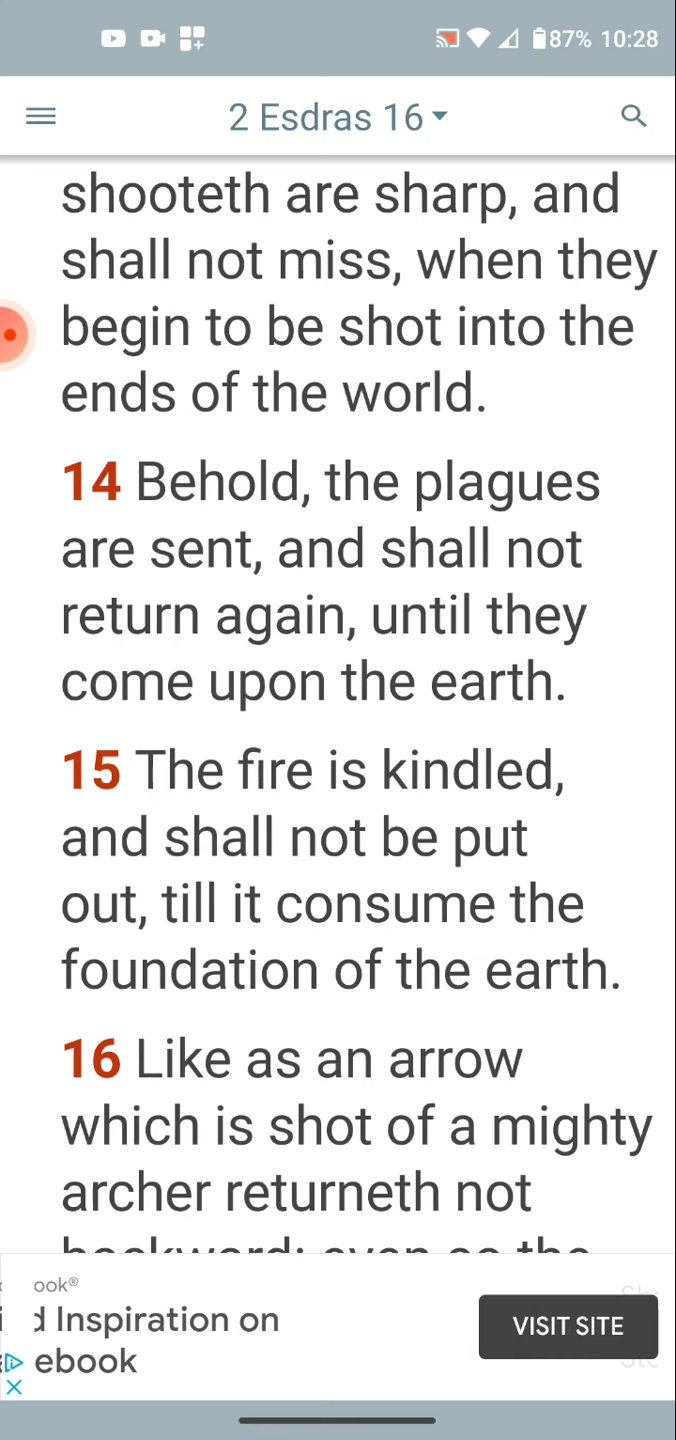 87% 10:28
2 Esdras 16
shooteth are sharp, and
shall not miss, when they
begin to be shot into the
ends of the world.
14 Behold, the plagues
are sent, and shall not
return again, until they
come upon the earth.
15 The fire is kindled,
and shall not be put
out, till it consume the
foundation of the earth.
16 Like as an arrow
which is shot of a mighty
archer returneth not
ook®
d Inspiration on
ebook
VISIT SITE